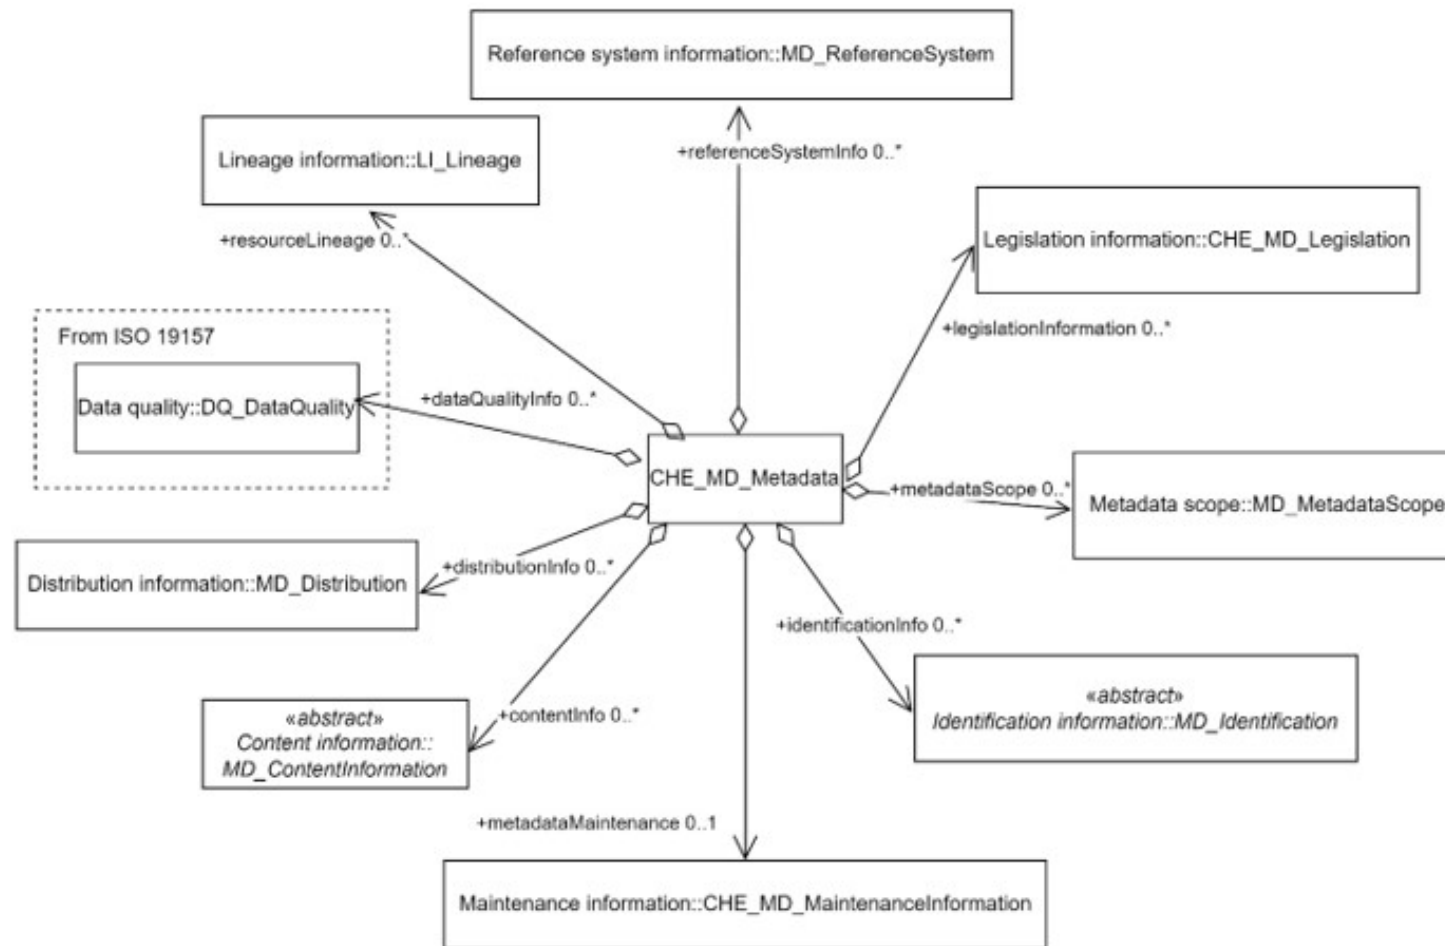 Reference system information::MD_ReferenceSystem
Lineage information::LI_Lineage
+referenceSystemInfo 0..*
+resourceLineage 0..*
Legislation information::CHE_MD_Legislation
+legislationInformation 0..*
From ISO 19157
Data quality::DQ_DataQuality
+dataQualityInfo 0..*
CHE_MD_Metadata
+metadataScope 0..*
Metadata scope::MD_MetadataScope
+distributionInfo 0..*
Distribution information::MD_Distribution
+identificationInfo 0..*
«abstract»
Identification information::MD_Identification
+contentInfo 0..*
«abstract»
Content information::
MD_ContentInformation
+metadataMaintenance 0..1
Maintenance information::CHE_MD_MaintenanceInformation